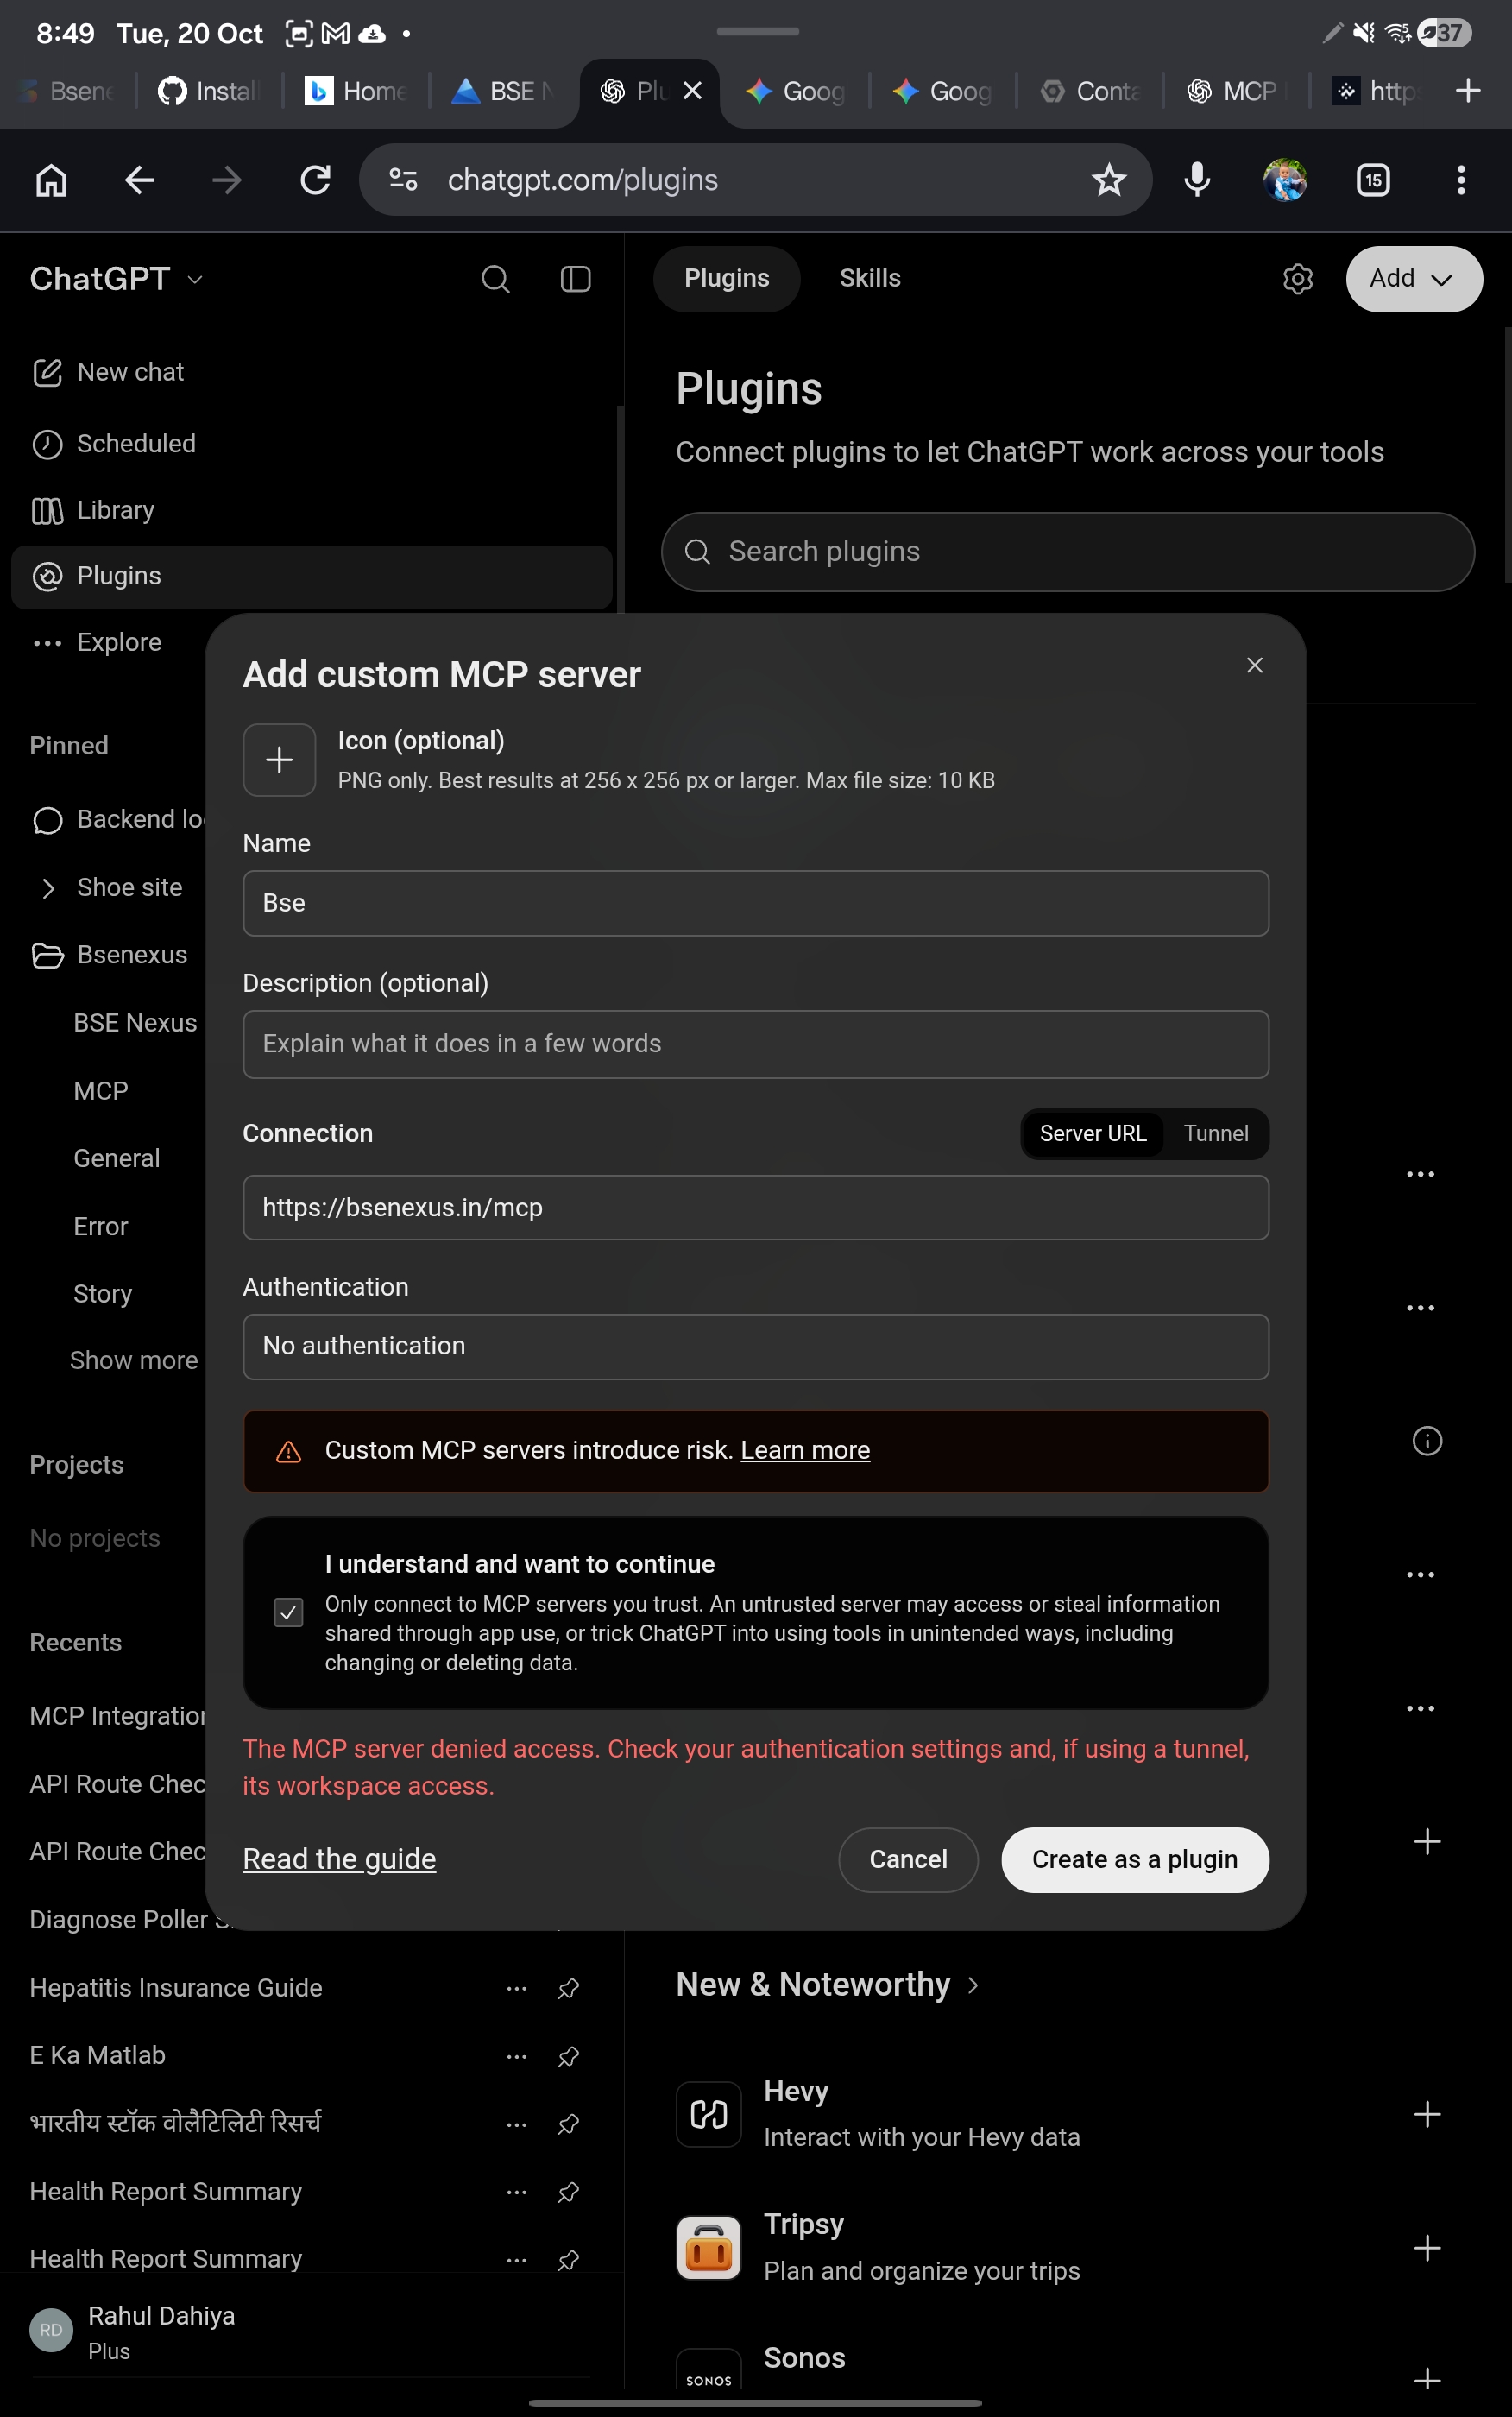 8:49 Tue, 20 Oct
37
Bsene
Install
Home
BSE N
Plu
Goog
Goog
Conta
MCP
http
chatgpt.com/plugins
15
ChatGPT
New chat
Scheduled
Library
Plugins
Explore
Pinned
Backend log
Shoe site
Bsenexus
BSE Nexus
MCP
General
Error
Story
Show more
Projects
No projects
Recents
MCP Integration
API Route Chec
API Route Chec
Diagnose Poller S
Hepatitis Insurance Guide
E Ka Matlab
भारतीय स्टॉक वोलैटिलिटी रिसर्च
Health Report Summary
Health Report Summary
RD
Rahul Dahiya
Plus
Plugins
Skills
Add
Plugins
Connect plugins to let ChatGPT work across your tools
Search plugins
Add custom MCP server
Icon (optional)
PNG only. Best results at 256 x 256 px or larger. Max file size: 10 KB
Name
Bse
Description (optional)
Explain what it does in a few words
Connection
Server URL
Tunnel
https://bsenexus.in/mcp
Authentication
No authentication
Custom MCP servers introduce risk. Learn more
I understand and want to continue
Only connect to MCP servers you trust. An untrusted server may access or steal information
shared through app use, or trick ChatGPT into using tools in unintended ways, including
changing or deleting data.
The MCP server denied access. Check your authentication settings and, if using a tunnel,
its workspace access.
Read the guide
Cancel
Create as a plugin
New & Noteworthy
Hevy
Interact with your Hevy data
Tripsy
Plan and organize your trips
SONOS
Sonos